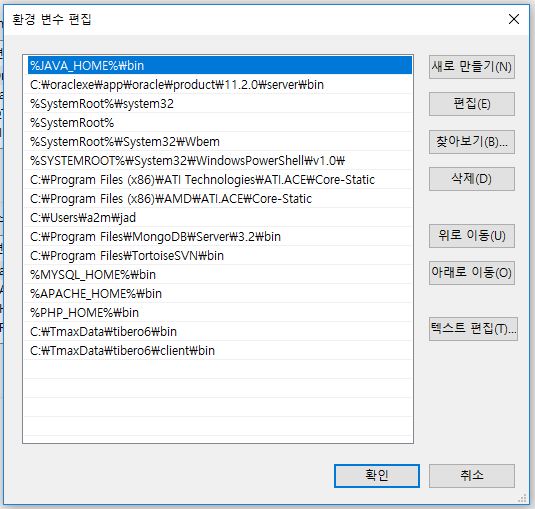 환경 변수 편집
%JAVA_HOME%₩bin
새로 만들기(N)
C:₩oraclexe₩app₩oracle₩product₩11.2.0₩server₩bin
%SystemRoot%₩system32
편집(E)
%SystemRoot%
%SystemRoot%₩System32₩Wbem
찾아보기(B)...
%SYSTEMROOT%₩System32₩WindowsPowerShell₩v1.0₩
C:₩Program Files (x86)₩ATI Technologies₩ATI.ACE₩Core-Static
삭제(D)
C:₩Program Files (x86)₩AMD₩ATI.ACE₩Core-Static
C:₩Users₩a2m₩jad
C:₩Program Files₩MongoDB₩Server₩3.2₩bin
위로 이동(U)
C:₩Program Files₩TortoiseSVN₩bin
%MYSQL_HOME%₩bin
아래로 이동(O)
%APACHE_HOME%₩bin
%PHP_HOME%₩bin
C:₩TmaxData₩tibero6₩bin
텍스트 편집(T)...
C:₩TmaxData₩tibero6₩client₩bin
확인
취소